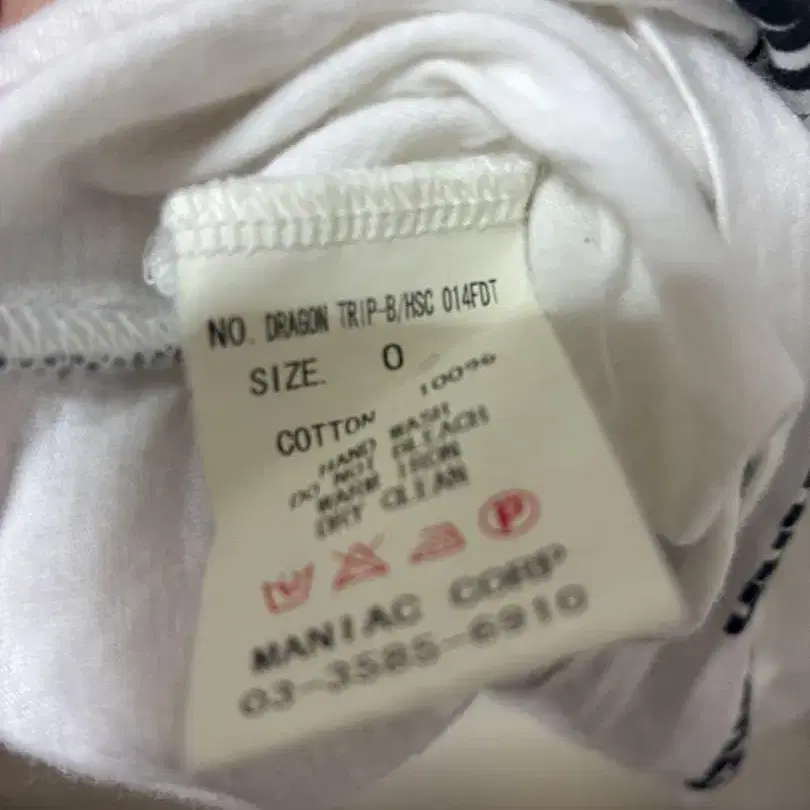 NO. DRAGON TRIP-B/HSC 014FDT
SIZE. 0
COTTON 100%
HAND WASH
DO NOT BLEACH
WARM IRON
DRY CLEAN
P
MANIAC CORP
03-3585-6910